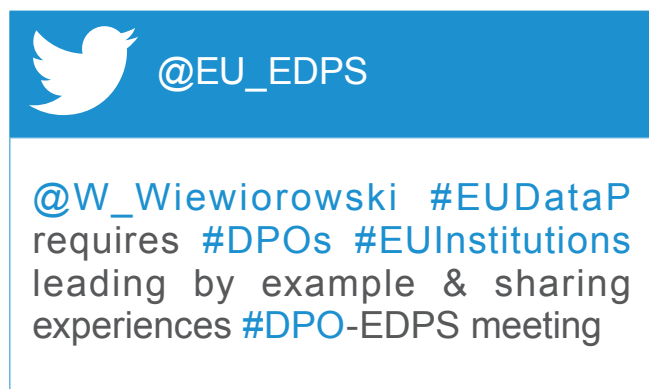 @EU_EDPS
@W_Wiewiorowski #EUDataP
requires #DPOs #EUInstitutions
leading by example & sharing
experiences #DPO-EDPS meeting